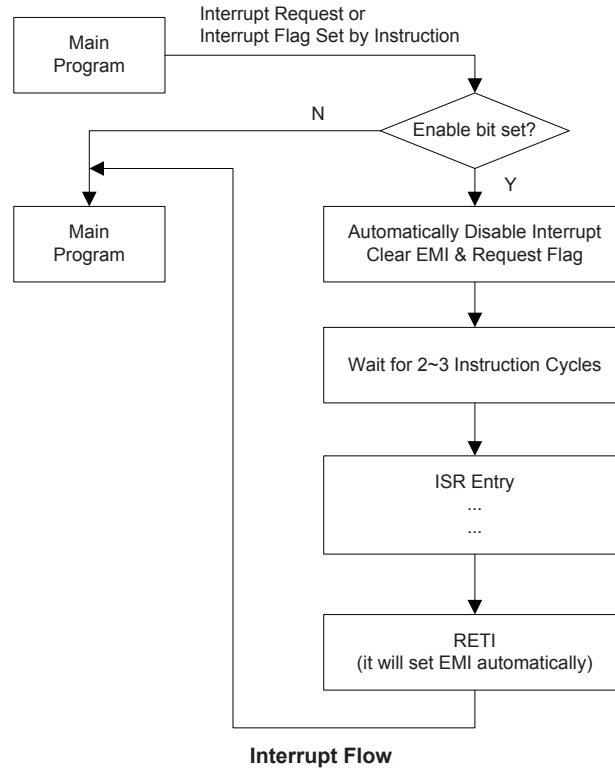 Interrupt Request or
Interrupt Flag Set by Instruction
Main
Program
Enable bit set?
N
Y
Main
Program
Automatically Disable Interrupt
Clear EMI & Request Flag
Wait for 2~3 Instruction Cycles
ISR Entry
...
...
RETI
(it will set EMI automatically)
Interrupt Flow